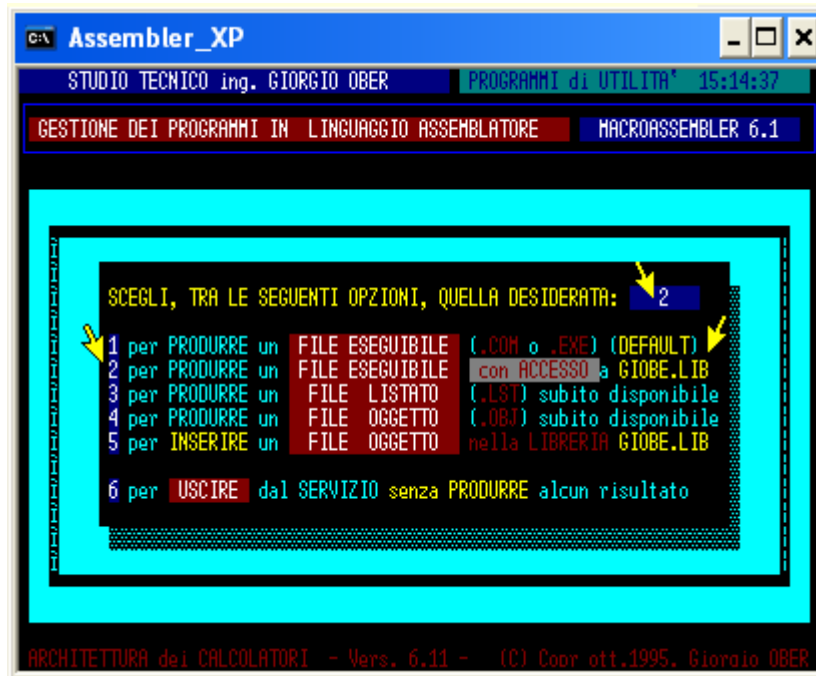 Assembler_XP
STUDIO TECNICO ing. GIORGIO OBER PROGRAMMI di UTILITA' 15:14:37
GESTIONE DEI PROGRAMMI IN LINGUAGGIO ASSEMBLATORE MACROASSEMBLER 6.1
SCEGLI, TRA LE SEGUENTI OPZIONI, QUELLA DESIDERATA: 2
1 per PRODURRE un FILE ESEGUIBILE (.COM o .EXE) (DEFAULT)
2 per PRODURRE un FILE ESEGUIBILE con ACCESSO a GIOBE.LIB
3 per PRODURRE un FILE LISTATO (.LST) subito disponibile
4 per PRODURRE un FILE OGGETTO (.OBJ) subito disponibile
5 per INSERIRE un FILE OGGETTO nella LIBRERIA GIOBE.LIB
6 per USCIRE dal SERVIZIO senza PRODURRE alcun risultato
ARCHITETTURA dei CALCOLATORI - Vers. 6.11 - (C) Copr ott.1995. Giorgio OBER